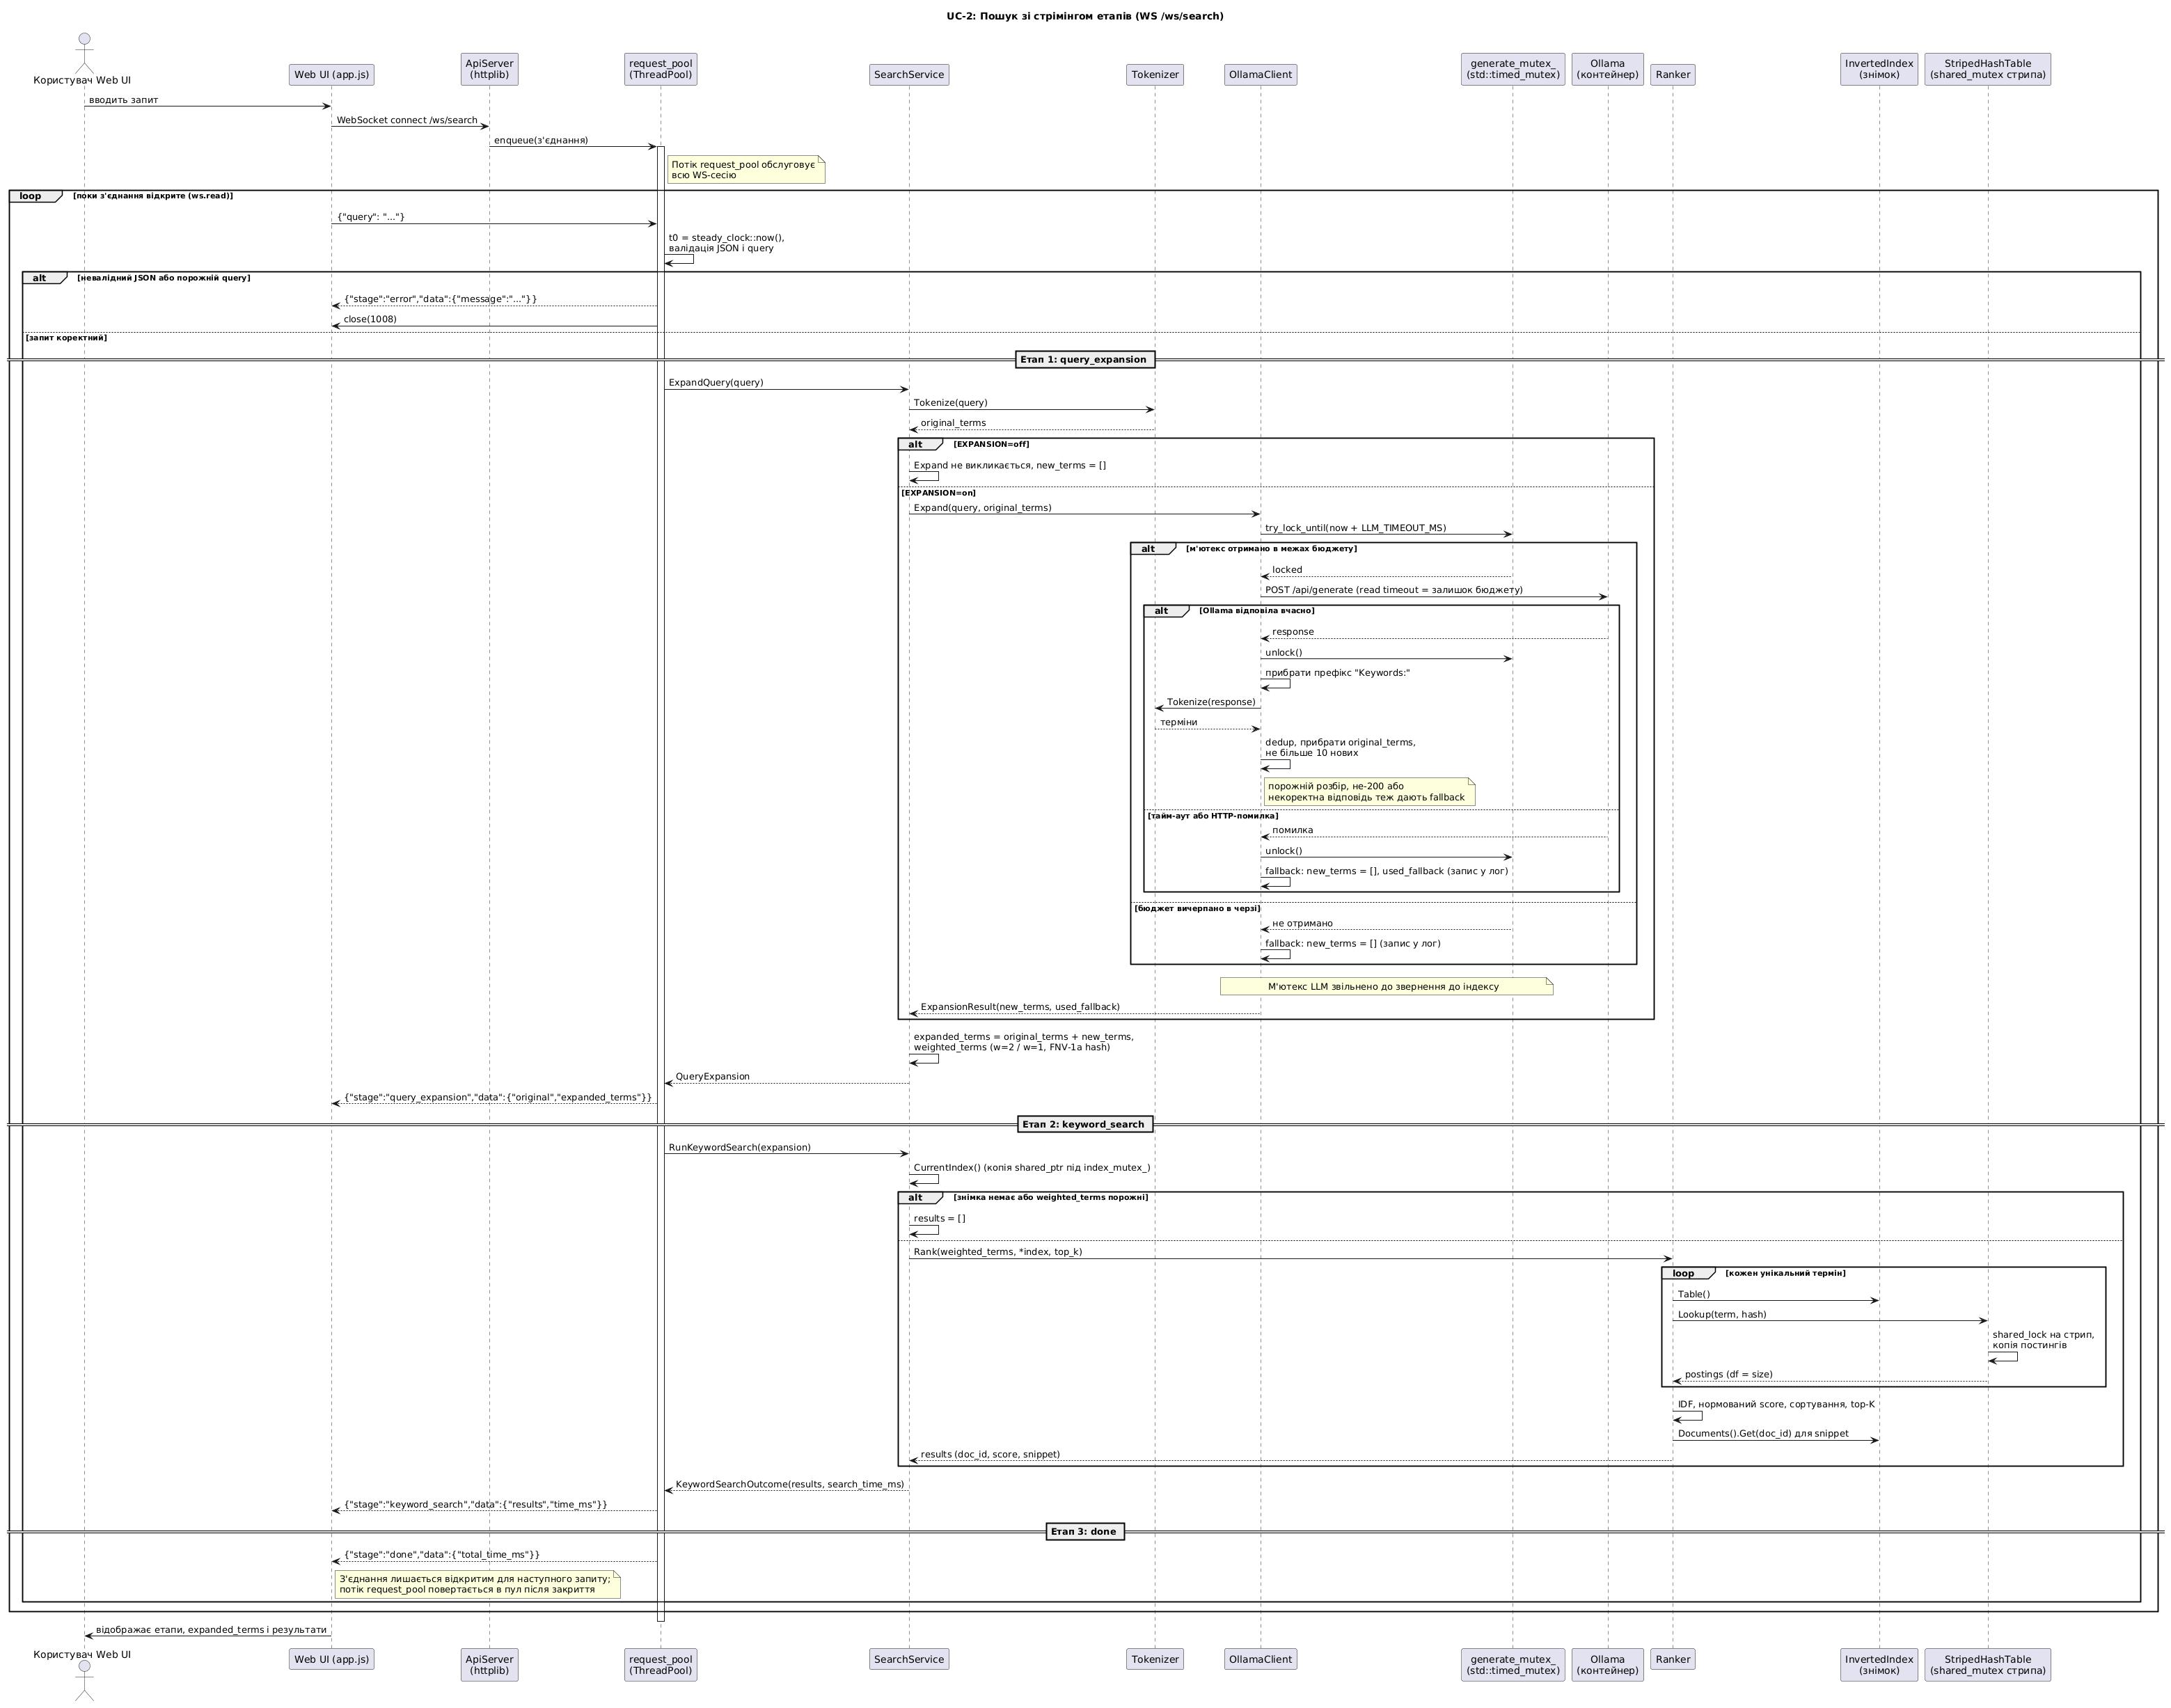 UC-2: Пошук зі стрімінгом етапів (WS /ws/search)
Користувач Web UI
Web UI (app.js)
ApiServer
(httplib)
request_pool
(ThreadPool)
SearchService
Tokenizer
OllamaClient
generate_mutex_
(std::timed_mutex)
Ollama
(контейнер)
Ranker
InvertedIndex
(знімок)
StripedHashTable
(shared_mutex стрипа)
вводить запит
WebSocket connect /ws/search
enqueue(з'єднання)
Потік request_pool обслуговує
всю WS-сесію
loop [поки з'єднання відкрите (ws.read)]
{"query": "..."}
t0 = steady_clock::now(),
валідація JSON і query
alt [невалідний JSON або порожній query]
{"stage":"error","data":{"message":"..."}}
close(1008)
[запит коректний]
Етап 1: query_expansion
ExpandQuery(query)
Tokenize(query)
original_terms
alt [EXPANSION=off]
Expand не викликається, new_terms = []
[EXPANSION=on]
Expand(query, original_terms)
try_lock_until(now + LLM_TIMEOUT_MS)
alt [м'ютекс отримано в межах бюджету]
locked
POST /api/generate (read timeout = залишок бюджету)
alt [Ollama відповіла вчасно]
response
unlock()
прибрати префікс "Keywords:"
Tokenize(response)
терміни
dedup, прибрати original_terms,
не більше 10 нових
порожній розбір, не-200 або
некоректна відповідь теж дають fallback
[тайм-аут або HTTP-помилка]
помилка
unlock()
fallback: new_terms = [], used_fallback (запис у лог)
[бюджет вичерпано в черзі]
не отримано
fallback: new_terms = [] (запис у лог)
М'ютекс LLM звільнено до звернення до індексу
ExpansionResult(new_terms, used_fallback)
expanded_terms = original_terms + new_terms,
weighted_terms (w=2 / w=1, FNV-1a hash)
QueryExpansion
{"stage":"query_expansion","data":{"original","expanded_terms"}}
Етап 2: keyword_search
RunKeywordSearch(expansion)
CurrentIndex() (копія shared_ptr під index_mutex_)
alt [знімка немає або weighted_terms порожні]
results = []
Rank(weighted_terms, *index, top_k)
loop [кожен унікальний термін]
Table()
Lookup(term, hash)
shared_lock на стрип,
копія постингів
postings (df = size)
IDF, нормований score, сортування, top-K
Documents().Get(doc_id) для snippet
results (doc_id, score, snippet)
KeywordSearchOutcome(results, search_time_ms)
{"stage":"keyword_search","data":{"results","time_ms"}}
Етап 3: done
{"stage":"done","data":{"total_time_ms"}}
З'єднання лишається відкритим для наступного запиту;
потік request_pool повертається в пул після закриття
відображає етапи, expanded_terms і результати
Користувач Web UI
Web UI (app.js)
ApiServer
(httplib)
request_pool
(ThreadPool)
SearchService
Tokenizer
OllamaClient
generate_mutex_
(std::timed_mutex)
Ollama
(контейнер)
Ranker
InvertedIndex
(знімок)
StripedHashTable
(shared_mutex стрипа)